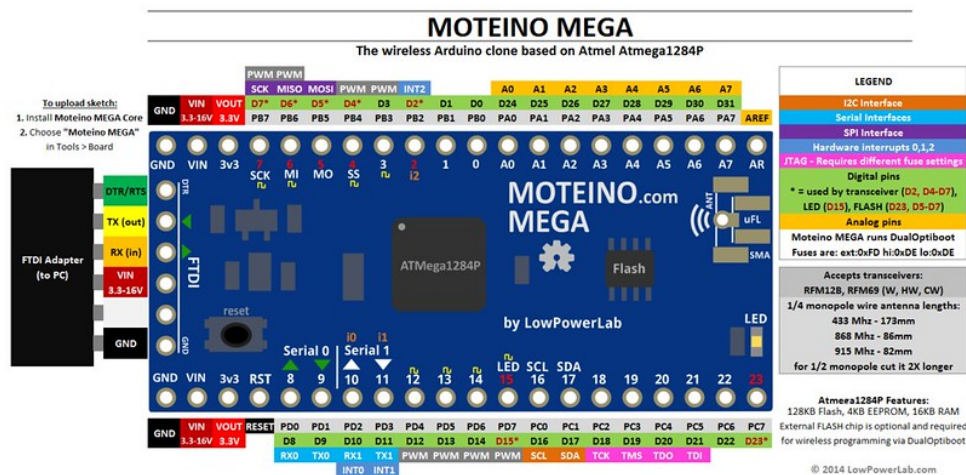 MOTEINO MEGA
The wireless Arduino clone based on Atmel Atmega1284P
To upload sketch:
1. Install Moteino MEGA Core
2. Choose "Moteino MEGA"
in Tools > Board
PWM PWM
SCK MISO MOSI PWM PWM INT2 A0 A1 A2 A3 A4 A5 A6 A7
GND VIN VOUT D7* D6* D5* D4* D3 D2* D1 D0 D24 D25 D26 D27 D28 D29 D30 D31
3.3-16V 3.3V PB7 PB6 PB5 PB4 PB3 PB2 PB1 PB0 PA0 PA1 PA2 PA3 PA4 PA5 PA6 PA7 AREF
GND VIN 3v3 7 6 5 4 3 2 1 0 A0 A1 A2 A3 A4 A5 A6 A7 AR
SCK MI MO SS i2
DTR
FTDI
GND
reset
MOTEINO.com
MEGA
ATMega1284P
Flash
ANT
uFL
SMA
LED
by LowPowerLab
Serial 0
i0 i1
Serial 1
LED SCL SDA
GND VIN 3v3 RST 8 9 10 11 12 13 14 15 16 17 18 19 20 21 22 23
GND VIN VOUT RESET PD0 PD1 PD2 PD3 PD4 PD5 PD6 PD7 PC0 PC1 PC2 PC3 PC4 PC5 PC6 PC7
3.3-16V 3.3V D8 D9 D10 D11 D12 D13 D14 D15* D16 D17 D18 D19 D20 D21 D22 D23*
RX0 TX0 RX1 TX1 PWM PWM PWM PWM SCL SDA TCK TMS TDO TDI
INT0 INT1
FTDI Adapter
(to PC)
DTR/RTS
TX (out)
RX (in)
VIN
3.3-16V
GND
LEGEND
I2C Interface
Serial Interfaces
SPI Interface
Hardware interrupts 0,1,2
JTAG - Requires different fuse settings
Digital pins
* = used by transceiver (D2, D4-D7),
LED (D15), FLASH (D23, D5-D7)
Analog pins
Moteino MEGA runs DualOptiboot
Fuses are: ext:0xFD hi:0xDE lo:0xDE
Accepts transceivers:
RFM12B, RFM69 (W, HW, CW)
1/4 monopole wire antenna lengths:
433 Mhz - 173mm
868 Mhz - 86mm
915 Mhz - 82mm
for 1/2 monopole cut it 2X longer
Atmega1284P Features:
128KB Flash, 4KB EEPROM, 16KB RAM
External FLASH chip is optional and required
for wireless programming via DualOptiboot
© 2014 LowPowerLab.com